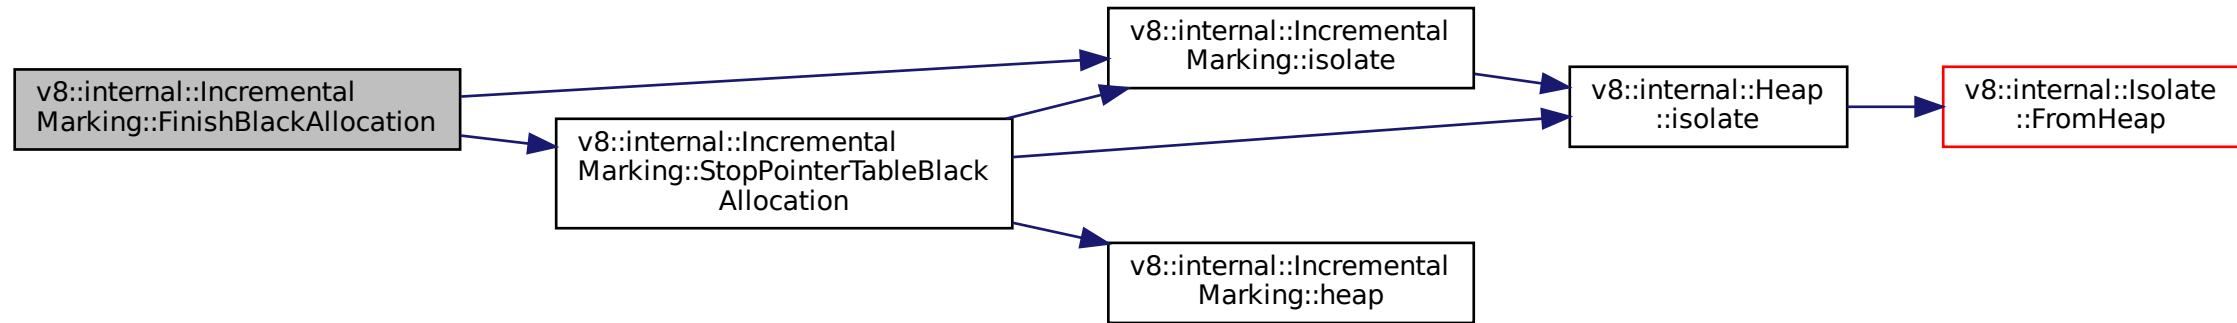 v8::internal::Incremental
Marking::FinishBlackAllocation
v8::internal::Incremental
Marking::StopPointerTableBlack
Allocation
v8::internal::Incremental
Marking::isolate
v8::internal::Incremental
Marking::heap
v8::internal::Heap
::isolate
v8::internal::Isolate
::FromHeap